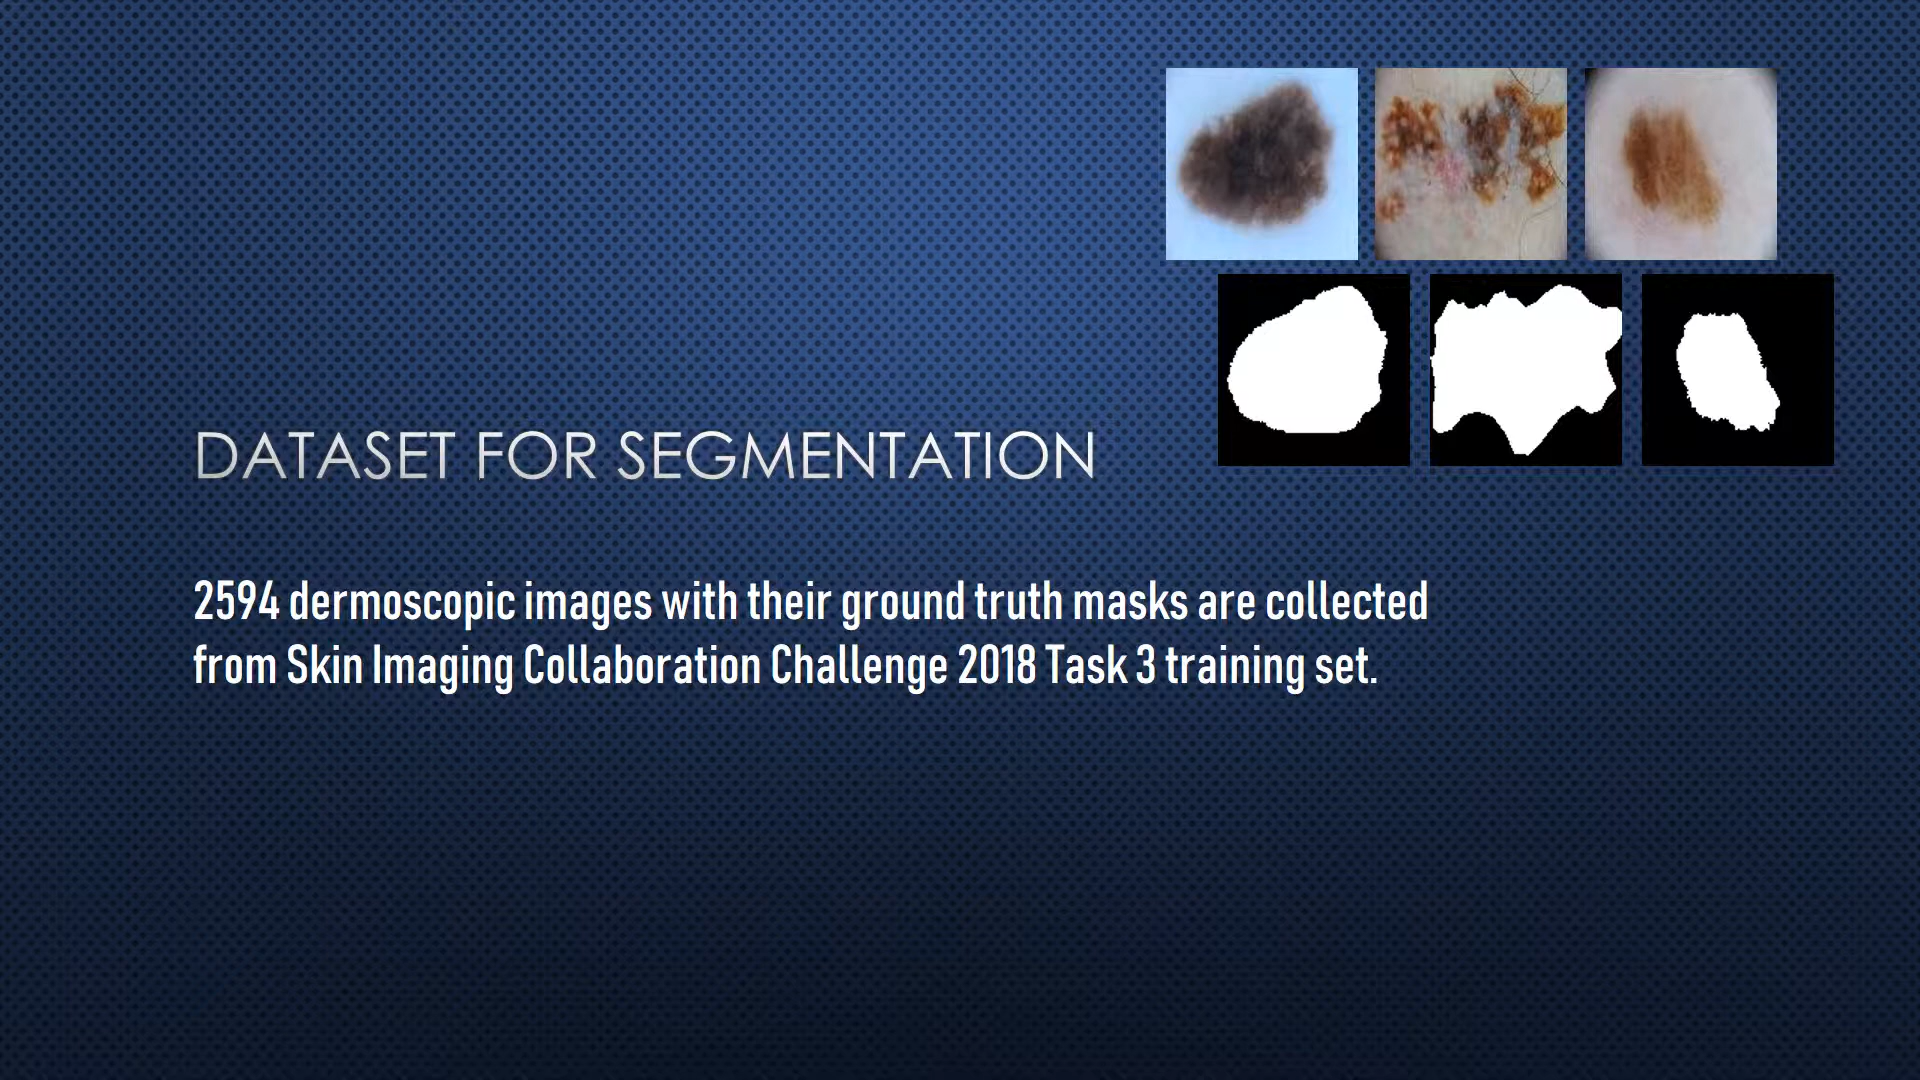 DATASET FOR SEGMENTATION
2594 dermoscopic images with their ground truth masks are collected
from Skin Imaging Collaboration Challenge 2018 Task 3 training set.